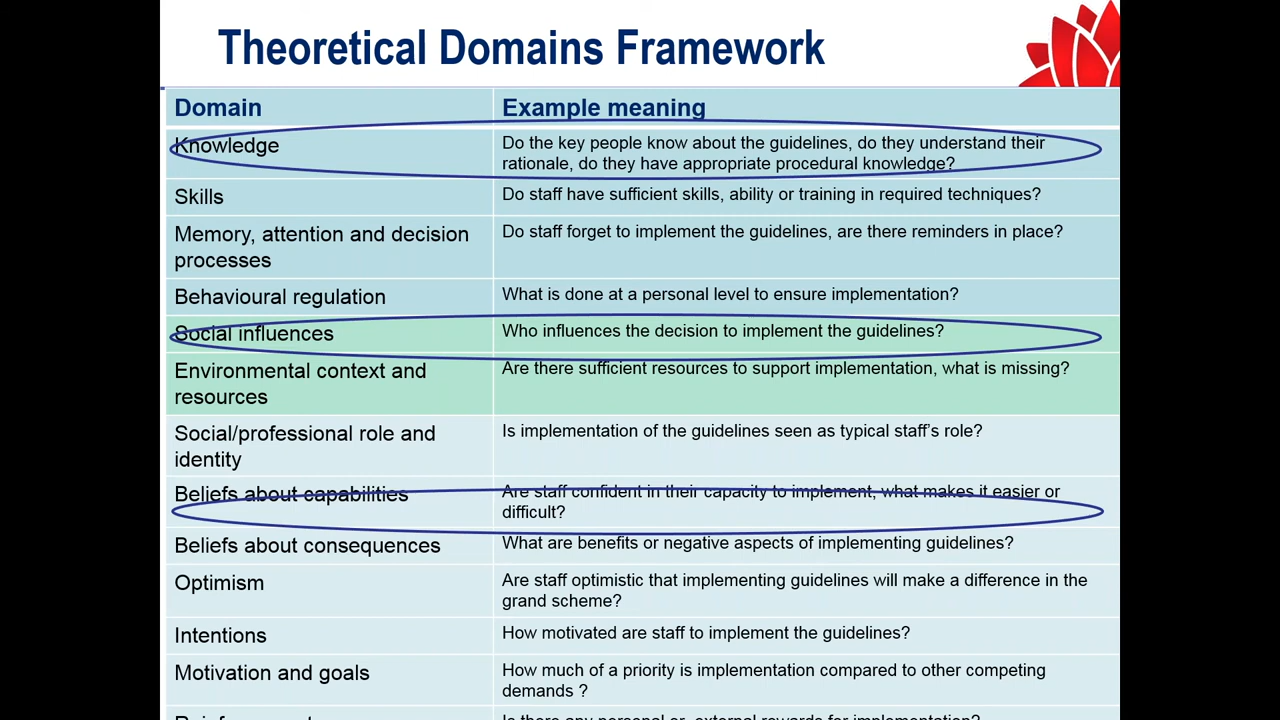 Theoretical Domains Framework
Domain
Example meaning
Knowledge
Do the key people know about the guidelines, do they understand their
rationale, do they have appropriate procedural knowledge?
Skills
Do staff have sufficient skills, ability or training in required techniques?
Memory, attention and decision
processes
Do staff forget to implement the guidelines, are there reminders in place?
Behavioural regulation
What is done at a personal level to ensure implementation?
Social influences
Who influences the decision to implement the guidelines?
Environmental context and
resources
Are there sufficient resources to support implementation, what is missing?
Social/professional role and
identity
Is implementation of the guidelines seen as typical staff's role?
Beliefs about capabilities
Are staff confident in their capacity to implement, what makes it easier or
difficult?
Beliefs about consequences
What are benefits or negative aspects of implementing guidelines?
Optimism
Are staff optimistic that implementing guidelines will make a difference in the
grand scheme?
Intentions
How motivated are staff to implement the guidelines?
Motivation and goals
How much of a priority is implementation compared to other competing
demands ?
Is there any personal or external rewards for implementation?